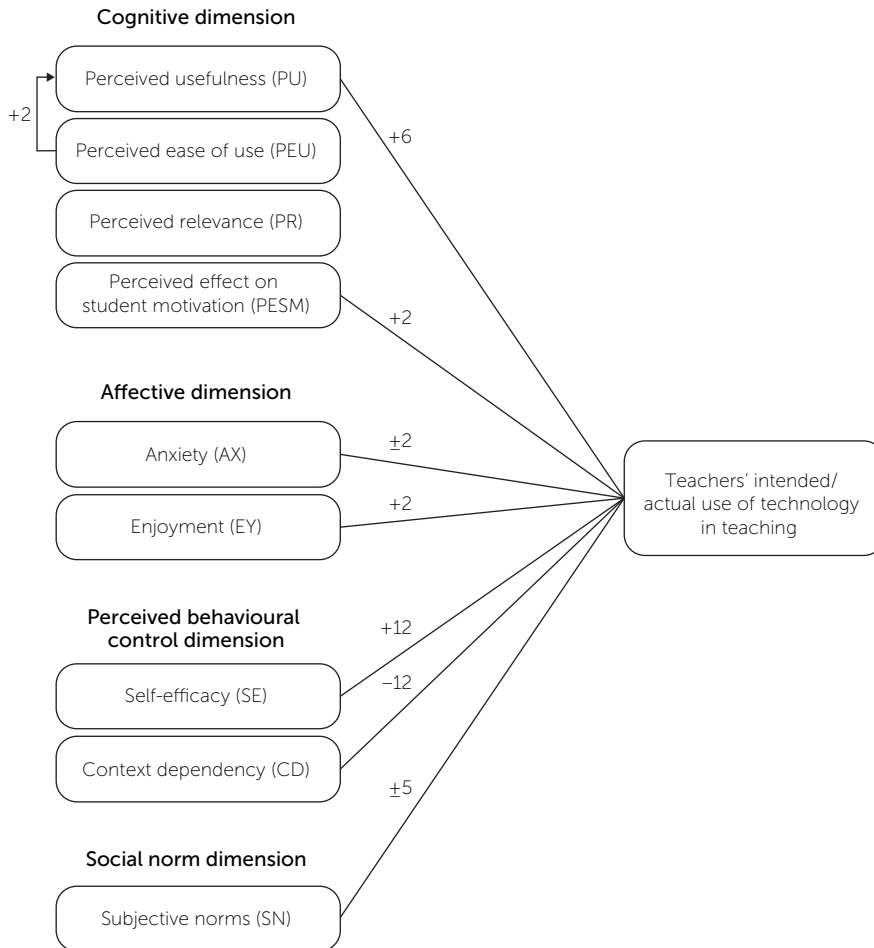 Cognitive dimension
Perceived usefulness (PU)
+2
+6
Perceived ease of use (PEU)
Perceived relevance (PR)
Perceived effect on
student motivation (PESM)
+2
Affective dimension
Anxiety (AX)
±2
Enjoyment (EY)
+2
Teachers’ intended/
actual use of technology
in teaching
Perceived behavioural
control dimension
+12
Self-efficacy (SE)
−12
Context dependency (CD)
±5
Social norm dimension
Subjective norms (SN)